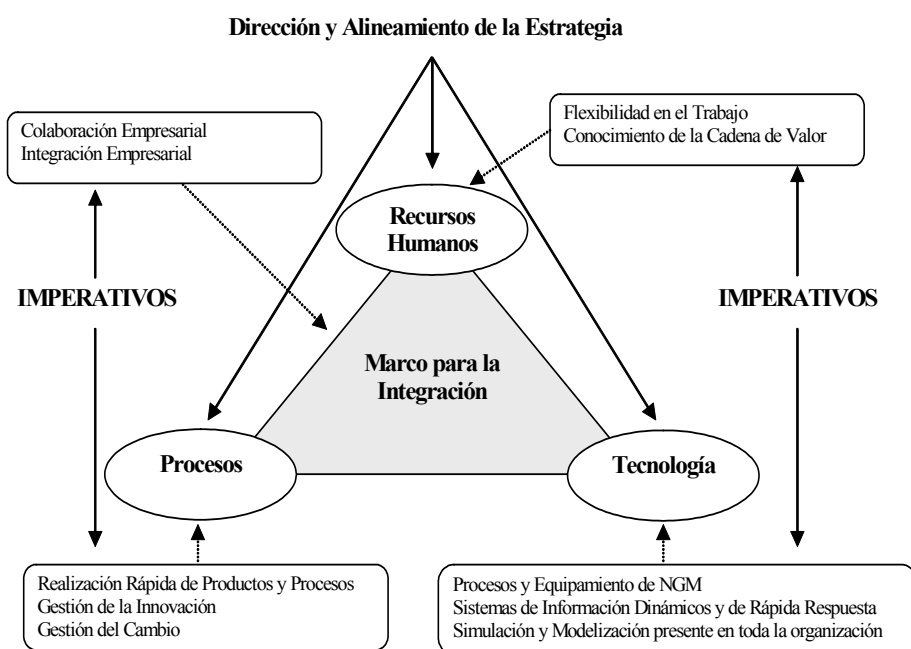 Dirección y Alineamiento de la Estrategia
Colaboración Empresarial
Integración Empresarial
Flexibilidad en el Trabajo
Conocimiento de la Cadena de Valor
Recursos
Humanos
IMPERATIVOS
IMPERATIVOS
Marco para la
Integración
Procesos
Tecnología
Realización Rápida de Productos y Procesos
Gestión de la Innovación
Gestión del Cambio
Procesos y Equipamiento de NGM
Sistemas de Información Dinámicos y de Rápida Respuesta
Simulación y Modelización presente en toda la organización